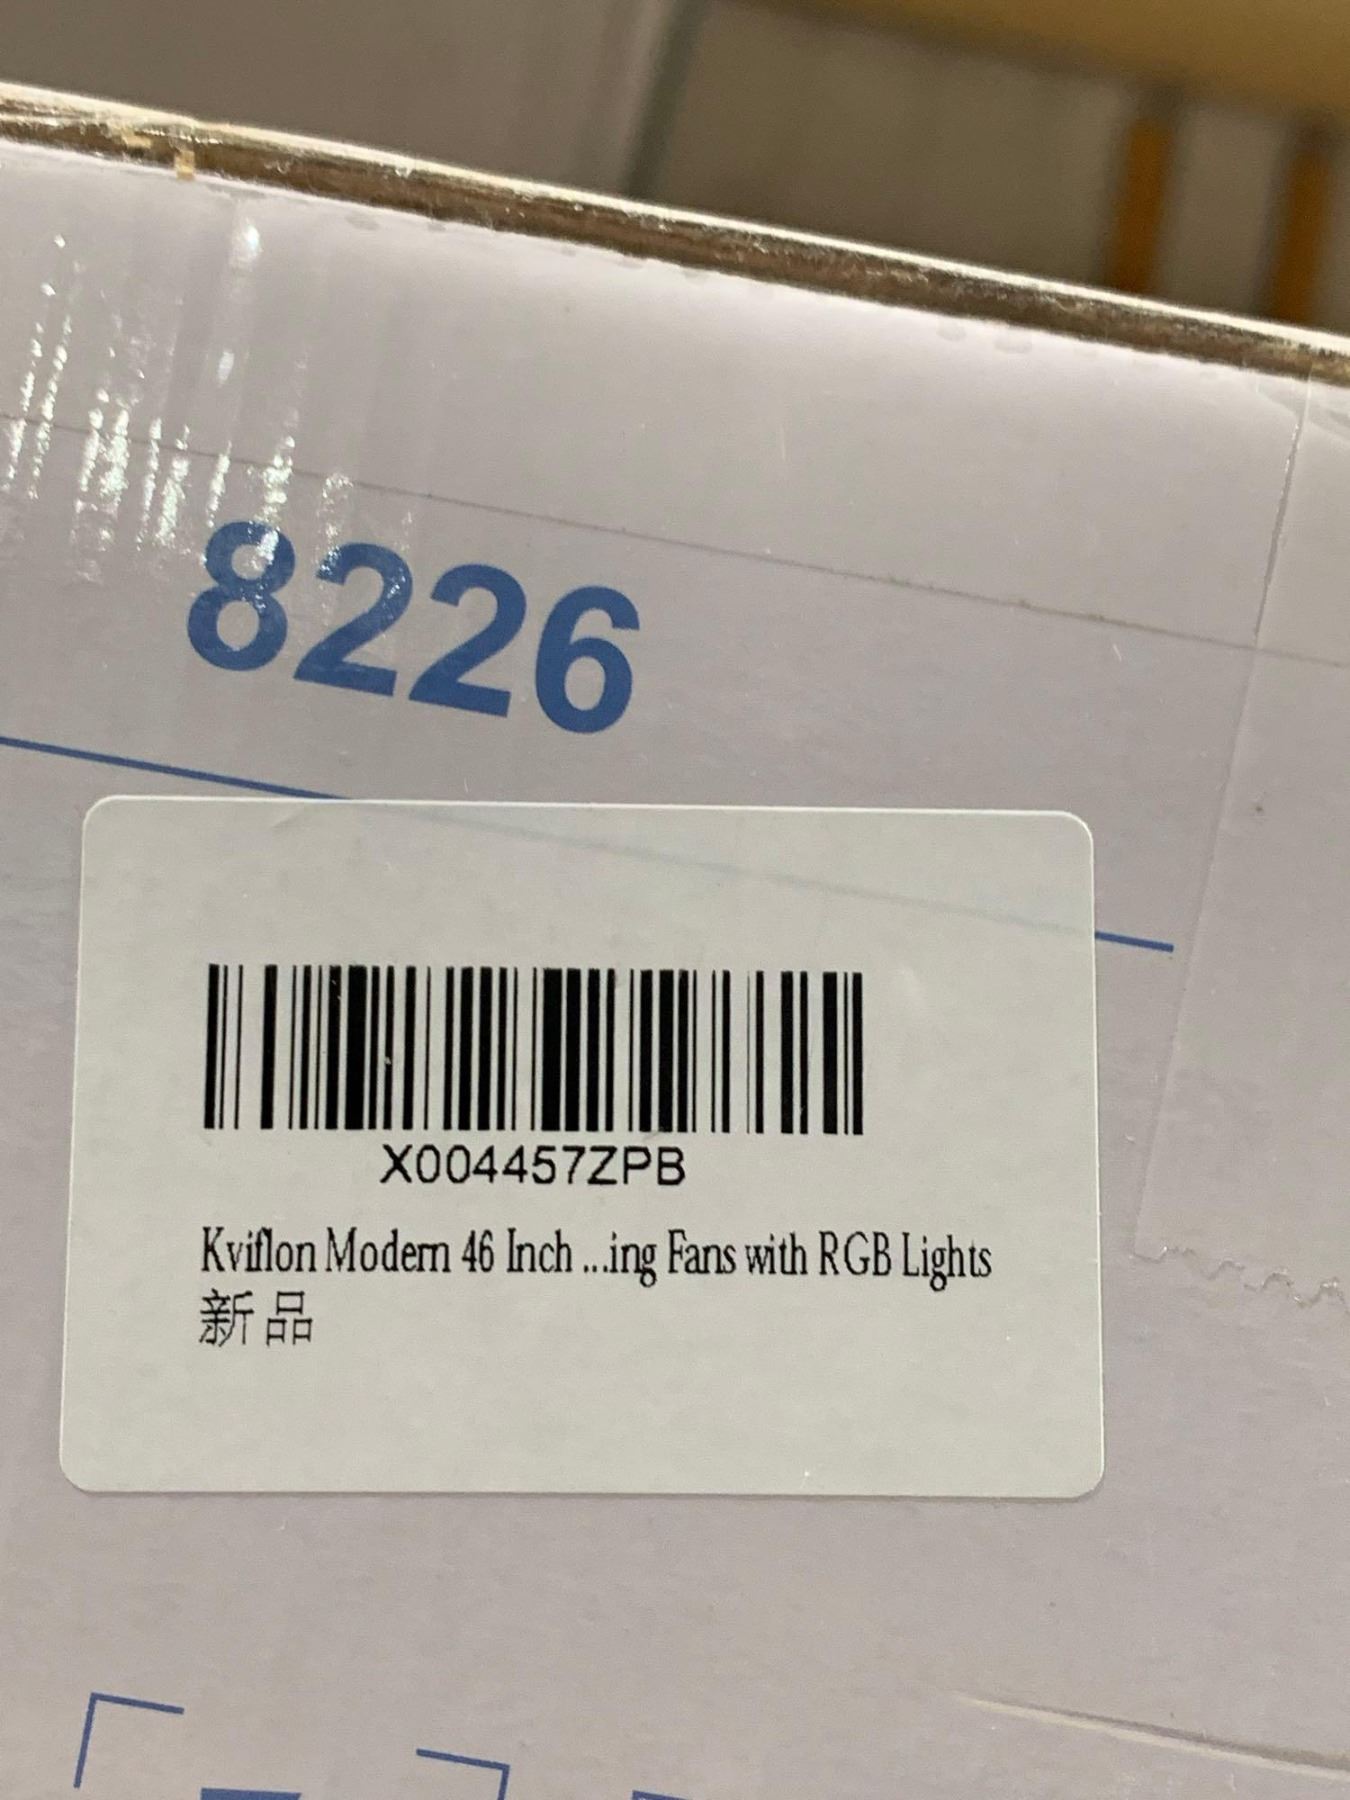 8226
X004457ZPB
Kviflon Modern 46 Inch ...ing Fans with RGB Lights
新品